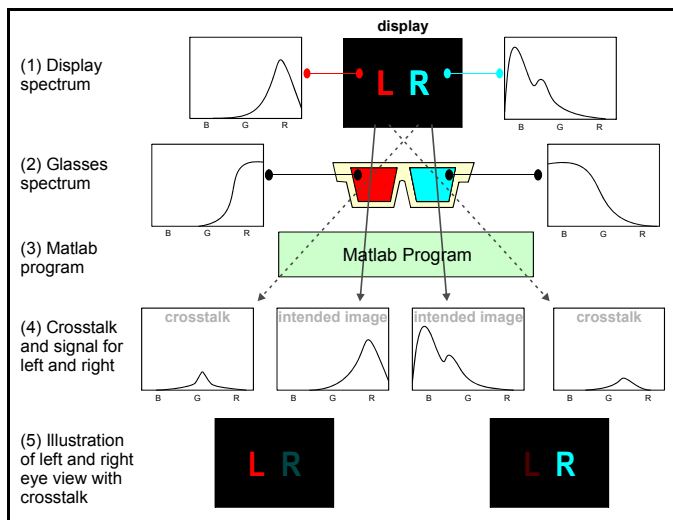 display
(1) Display
spectrum
L R
B G R
B G R
(2) Glasses
spectrum
B G R
B G R
(3) Matlab
program
Matlab Program
(4) Crosstalk
and signal for
left and right
crosstalk
intended image
intended image
crosstalk
B G R
B G R
B G R
B G R
(5) Illustration
of left and right
eye view with
crosstalk
L R
L R